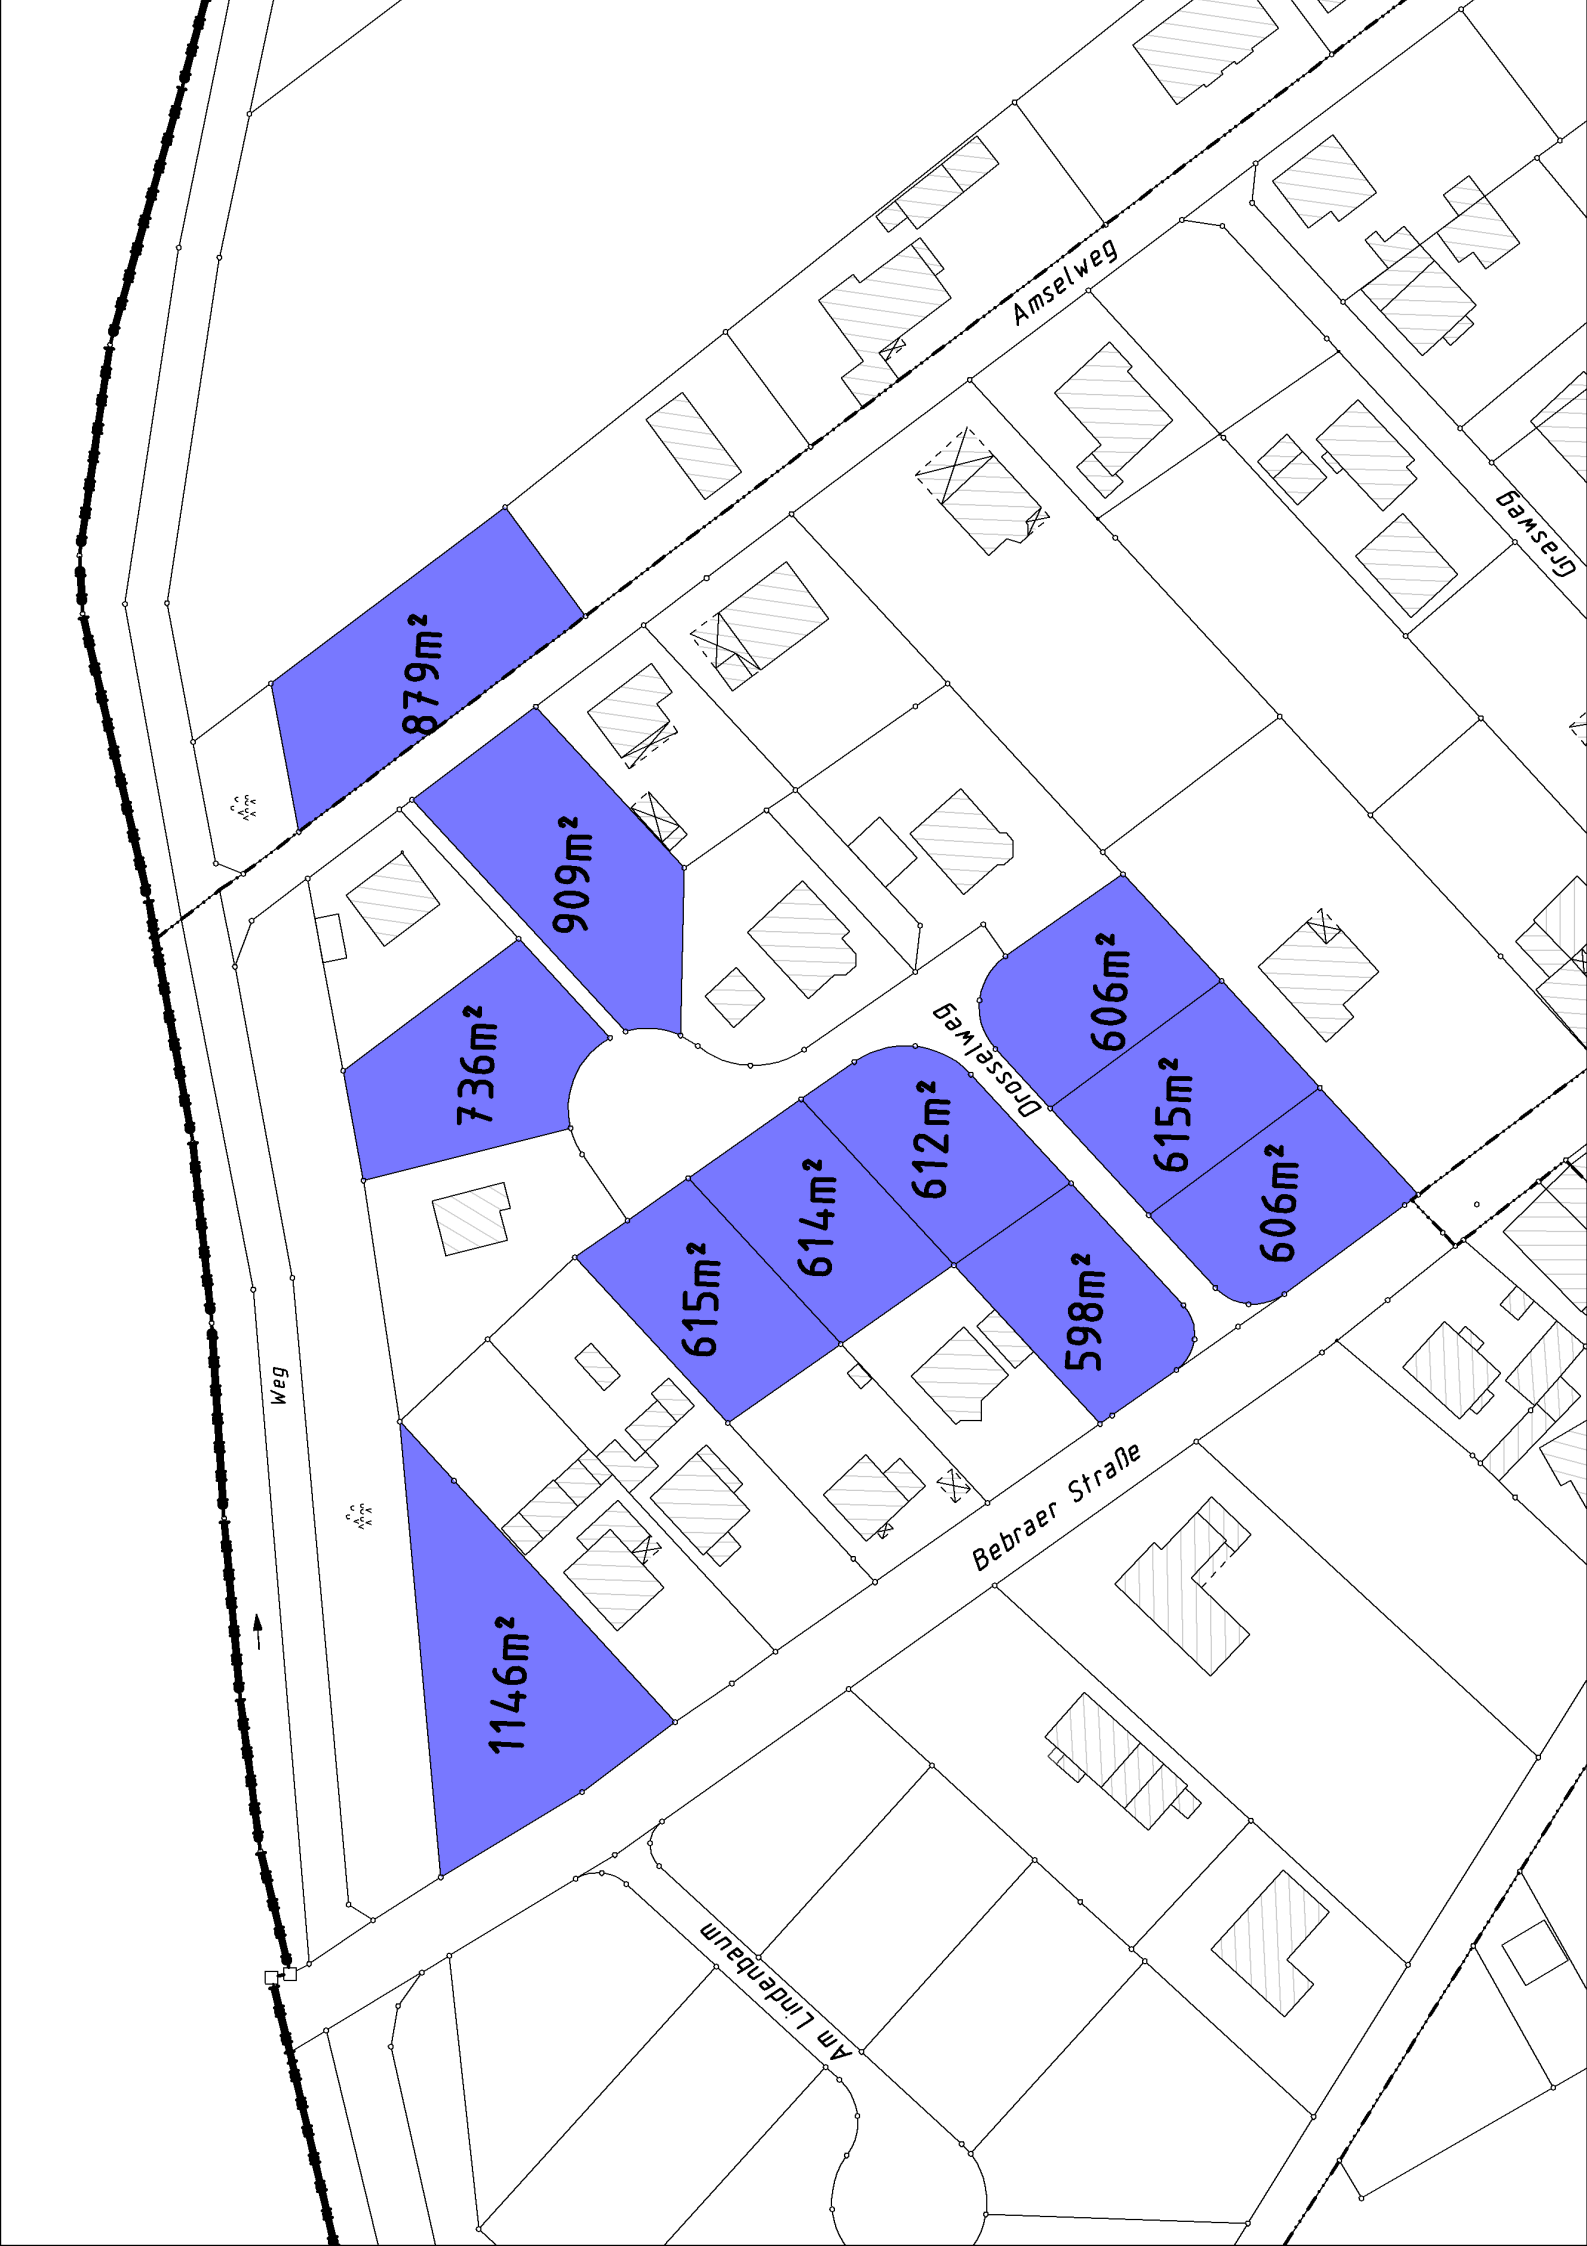 Amselweg
Grasweg
879m²
909m²
736m²
606m²
Drosselweg
615m²
612m²
606m²
614m²
615m²
598m²
Weg
Bebraer Straße
1146m²
Am Lindenbaum